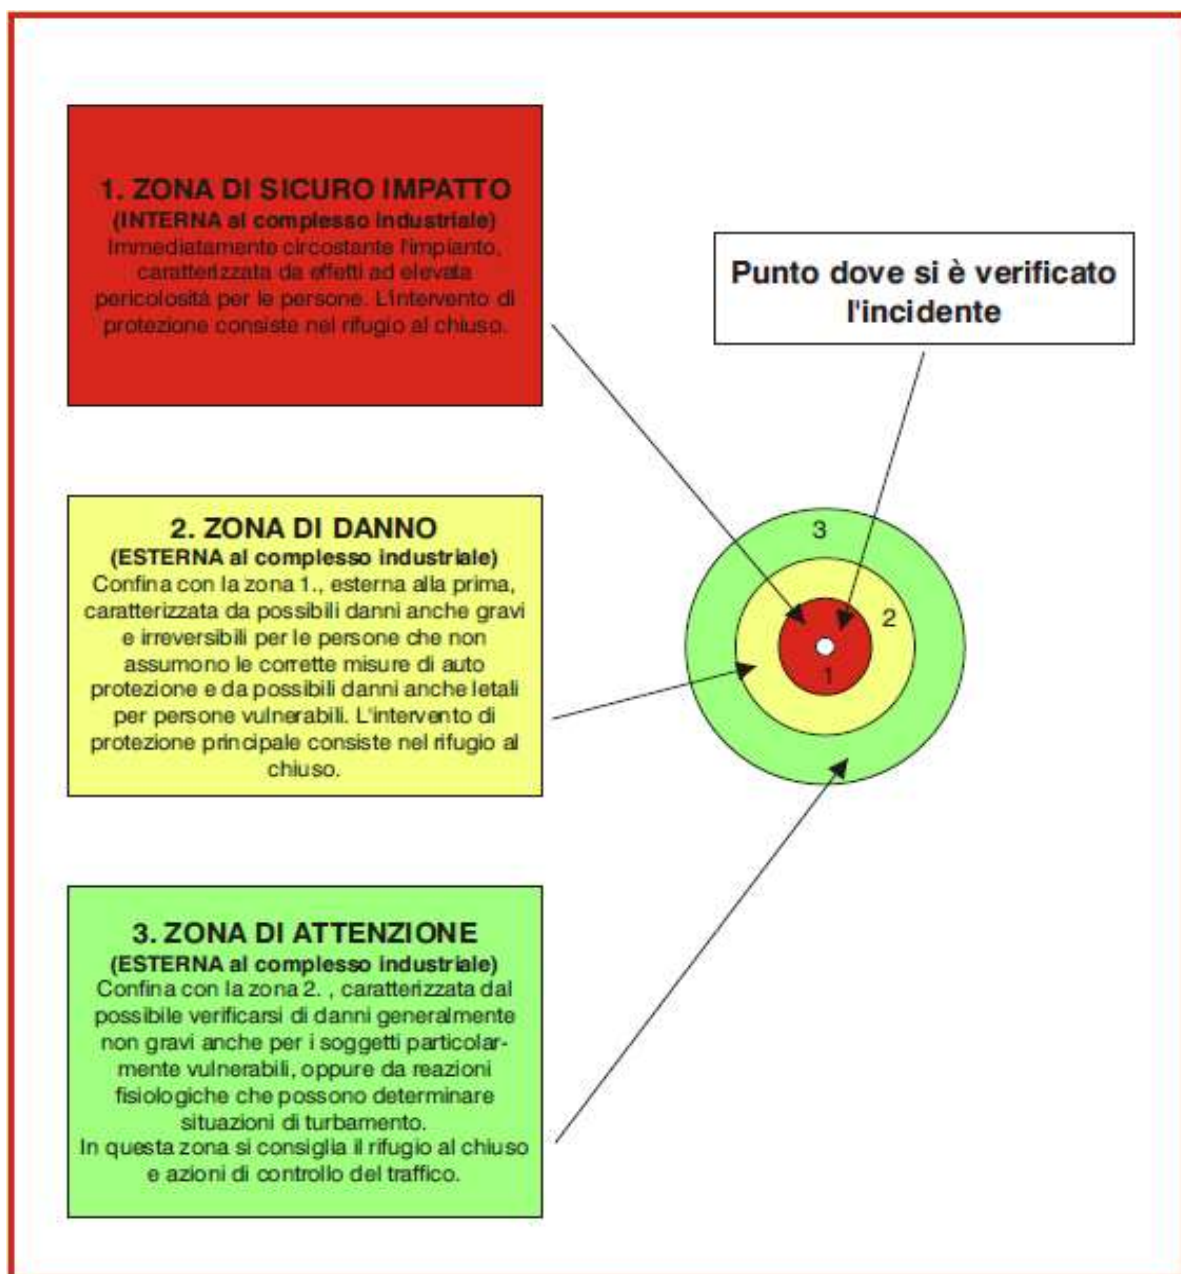 1. ZONA DI SICURO IMPATTO
(INTERNA al complesso industriale)
Immediatamente circostante l'impianto,
caratterizzata da effetti ad elevata
pericolosità per le persone. L'intervento di
protezione consiste nel rifugio al chiuso.
Punto dove si è verificato
l'incidente
2. ZONA DI DANNO
(ESTERNA al complesso industriale)
Confina con la zona 1., esterna alla prima,
caratterizzata da possibili danni anche gravi
e irreversibili per le persone che non
assumono le corrette misure di auto
protezione e da possibili danni anche letali
per persone vulnerabili. L'intervento di
protezione principale consiste nel rifugio al
chiuso.
3
2
1
3. ZONA DI ATTENZIONE
(ESTERNA al complesso industriale)
Confina con la zona 2. , caratterizzata dal
possibile verificarsi di danni generalmente
non gravi anche per i soggetti particolar-
mente vulnerabili, oppure da reazioni
fisiologiche che possono determinare
situazioni di turbamento.
In questa zona si consiglia il rifugio al chiuso
e azioni di controllo del traffico.